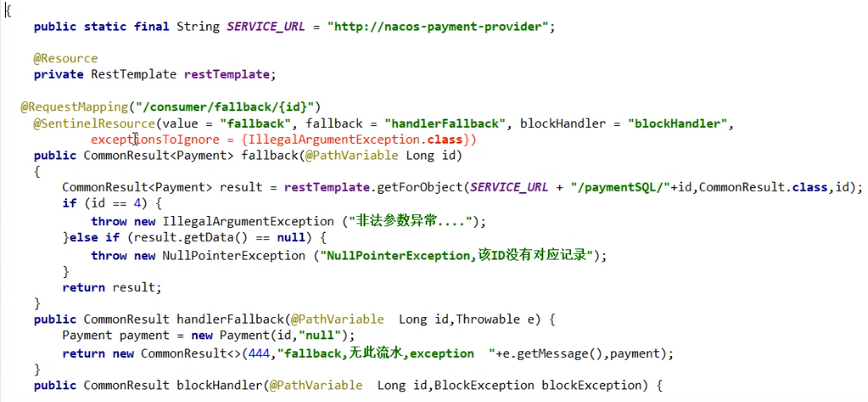 {
public static final String SERVICE_URL = "http://nacos-payment-provider";
@Resource
private RestTemplate restTemplate;
@RequestMapping("/consumer/fallback/{id}")
@SentinelResource(value = "fallback", fallback = "handlerFallback", blockHandler = "blockHandler",
exceptionsToIgnore = {IllegalArgumentException.class})
public CommonResult<Payment> fallback(@PathVariable Long id)
{
CommonResult<Payment> result = restTemplate.getForObject(SERVICE_URL + "/paymentSQL/"+id,CommonResult.class,id);
if (id == 4) {
throw new IllegalArgumentException ("非法参数异常....");
}else if (result.getData() == null) {
throw new NullPointerException ("NullPointerException,该ID没有对应记录");
}
return result;
}
public CommonResult handlerFallback(@PathVariable  Long id,Throwable e) {
Payment payment = new Payment(id,"null");
return new CommonResult<>(444,"fallback,无此流水,exception  "+e.getMessage(),payment);
}
public CommonResult blockHandler(@PathVariable  Long id,BlockException blockException) {